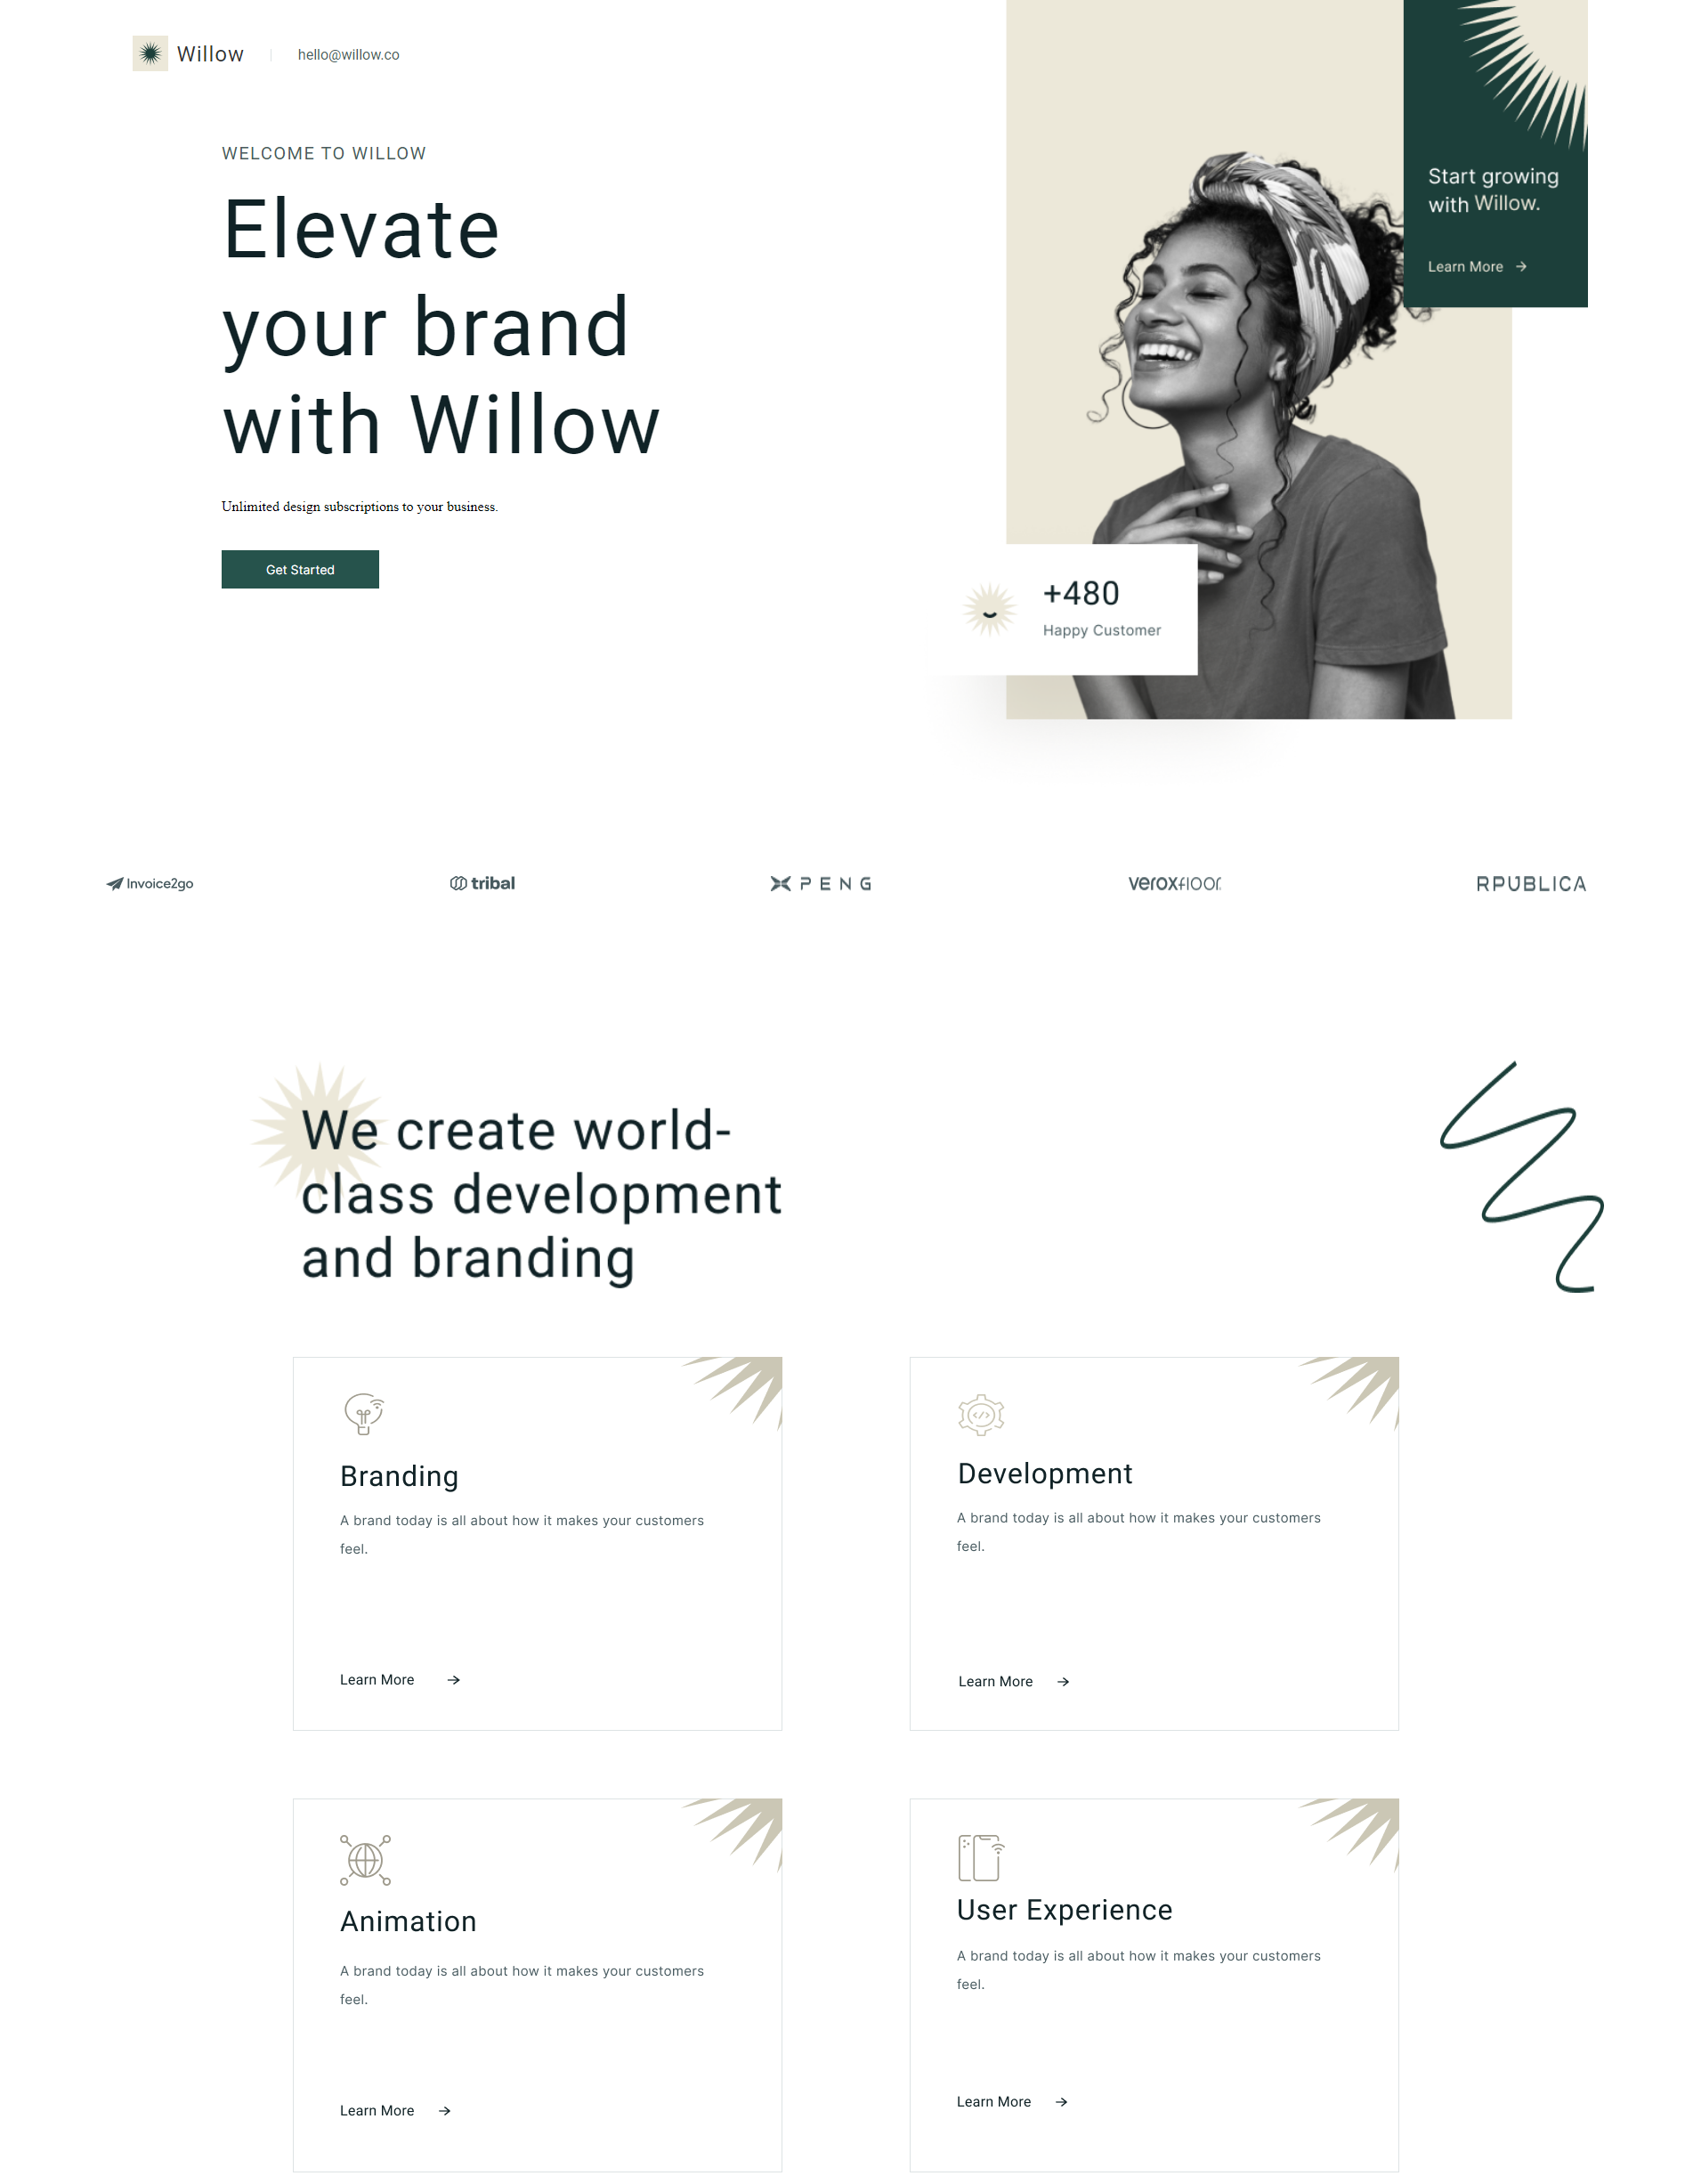 Willow
hello@willow.co
WELCOME TO WILLOW
Elevate
your brand
with Willow
Unlimited design subscriptions to your business.
Get Started
Start growing
with Willow.
Learn More
+480
Happy Customer
Invoice2go
tribal
XPENG
veroxfloor
RPUBLICA
We create world-
class development
and branding
Branding
A brand today is all about how it makes your customers
feel.
Learn More
Development
A brand today is all about how it makes your customers
feel.
Learn More
Animation
A brand today is all about how it makes your customers
feel.
Learn More
User Experience
A brand today is all about how it makes your customers
feel.
Learn More